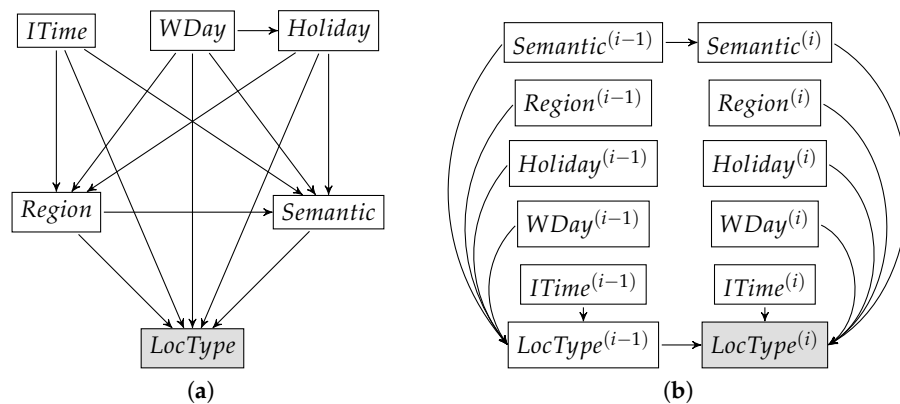 ITime WDay Holiday
Region Semantic
LocType
(a)
Semantic^(i−1) Semantic^(i)
Region^(i−1) Region^(i)
Holiday^(i−1) Holiday^(i)
WDay^(i−1) WDay^(i)
ITime^(i−1) ITime^(i)
LocType^(i−1) LocType^(i)
(b)